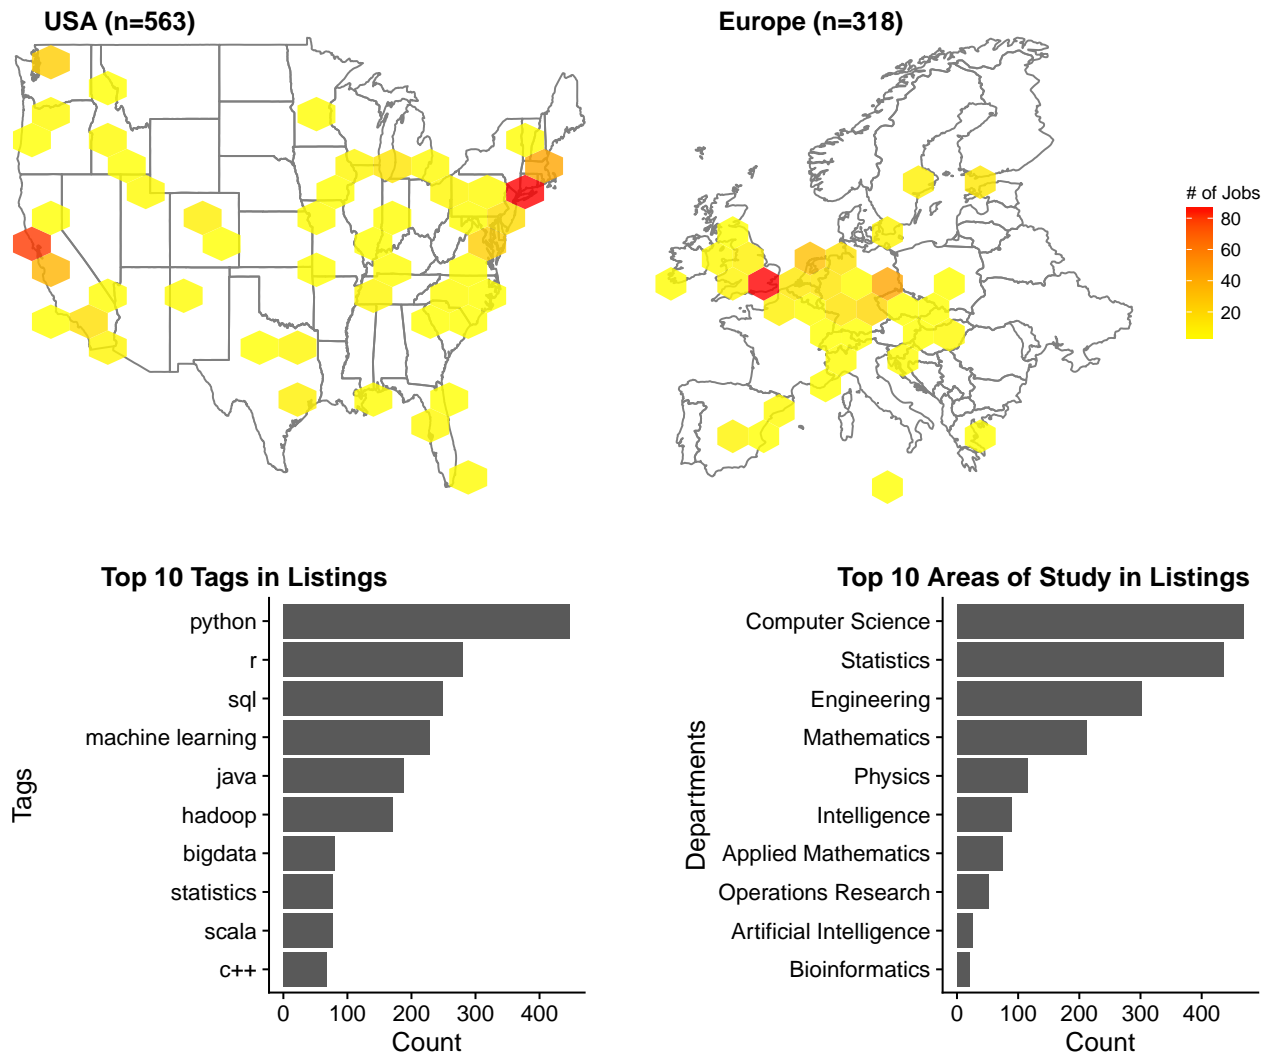 USA (n=563)
Europe (n=318)
# of Jobs
80
60
40
20
Top 10 Tags in Listings
Tags
python
r
sql
machine learning
java
hadoop
bigdata
statistics
scala
c++
0 100 200 300 400
Count
Top 10 Areas of Study in Listings
Departments
Computer Science
Statistics
Engineering
Mathematics
Physics
Intelligence
Applied Mathematics
Operations Research
Artificial Intelligence
Bioinformatics
0 100 200 300 400
Count